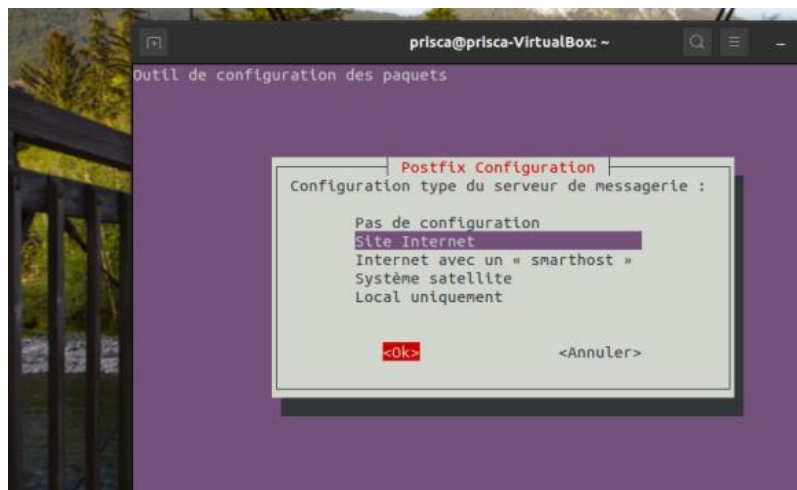 prisca@prisca-VirtualBox: ~
Outil de configuration des paquets
Postfix Configuration
Configuration type du serveur de messagerie :
Pas de configuration
Site Internet
Internet avec un « smarthost »
Système satellite
Local uniquement
<Ok> <Annuler>